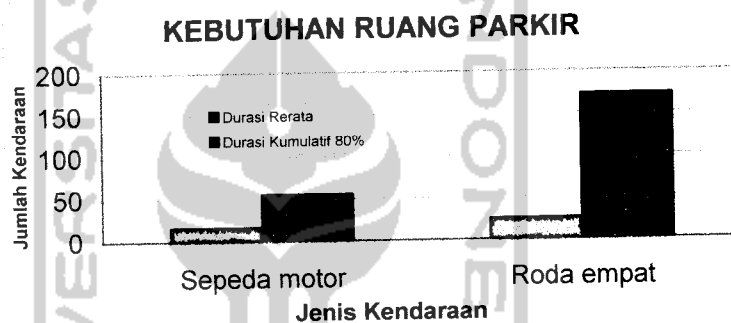 KEBUTUHAN RUANG PARKIR
Jumlah Kendaraan
200
150
100
50
0
Durasi Rerata
Durasi Kumulatif 80%
Sepeda motor
Roda empat
Jenis Kendaraan